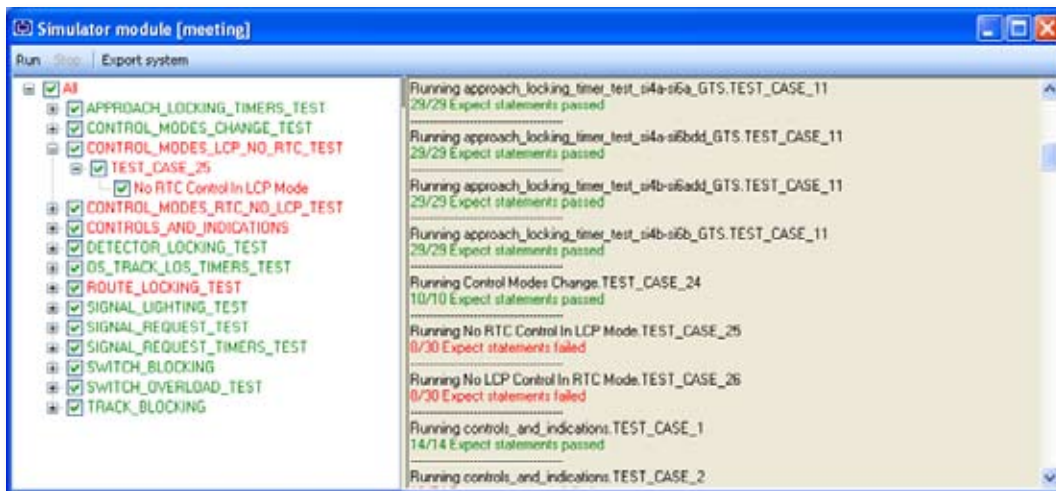 Simulator module [meeting]
Run Stop Export system
All
APPROACH_LOCKING_TIMERS_TEST
CONTROL_MODES_CHANGE_TEST
CONTROL_MODES_LCP_NO_RTC_TEST
TEST_CASE_25
No RTC Control In LCP Mode
CONTROL_MODES_RTC_NO_LCP_TEST
CONTROLS_AND_INDICATIONS
DETECTOR_LOCKING_TEST
OS_TRACK_LOS_TIMERS_TEST
ROUTE_LOCKING_TEST
SIGNAL_LIGHTING_TEST
SIGNAL_REQUEST_TEST
SIGNAL_REQUEST_TIMERS_TEST
SWITCH_BLOCKING
SWITCH_OVERLOAD_TEST
TRACK_BLOCKING
Running approach_locking_timer_test_si4a-si6a_GTS.TEST_CASE_11
29/29 Expect statements passed
Running approach_locking_timer_test_si4a-si6bdd_GTS.TEST_CASE_11
29/29 Expect statements passed
Running approach_locking_timer_test_si4b-si6add_GTS.TEST_CASE_11
29/29 Expect statements passed
Running approach_locking_timer_test_si4b-si6b_GTS.TEST_CASE_11
29/29 Expect statements passed
Running Control Modes Change.TEST_CASE_24
10/10 Expect statements passed
Running No RTC Control In LCP Mode.TEST_CASE_25
8/30 Expect statements failed
Running No LCP Control In RTC Mode.TEST_CASE_26
8/30 Expect statements failed
Running controls_and_indications.TEST_CASE_1
14/14 Expect statements passed
Running controls_and_indications.TEST_CASE_2